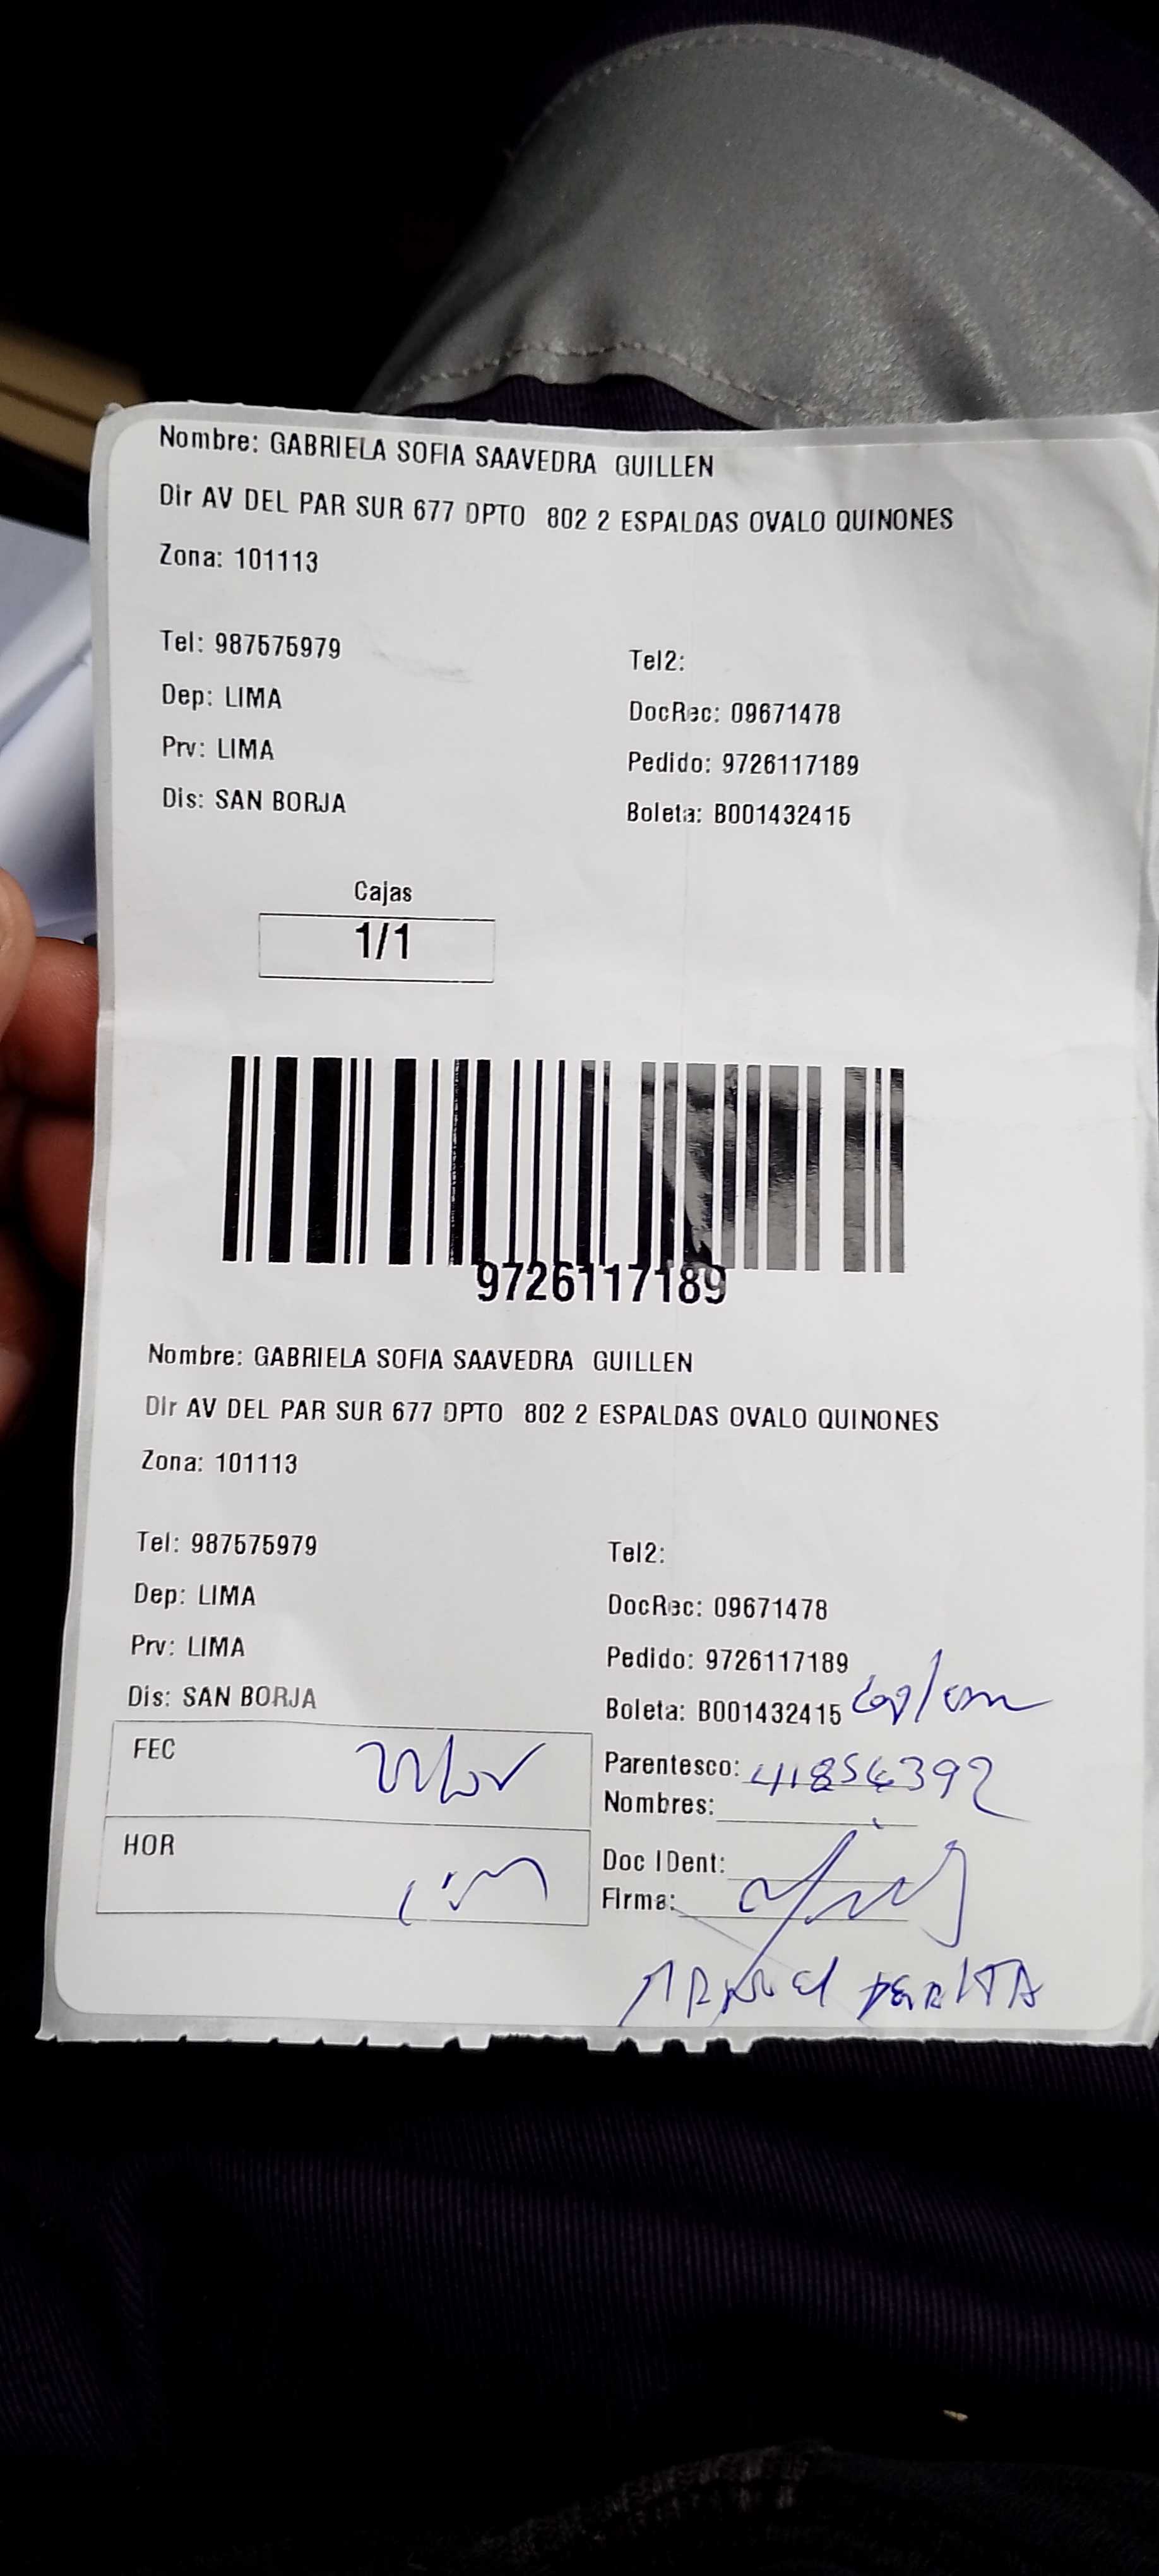 Nombre: GABRIELA SOFIA SAAVEDRA GUILLEN
Dir AV DEL PAR SUR 677 DPTO 802 2 ESPALDAS OVALO QUINONES
Zona: 101113
Tel: 987575979 Tel2:
Dep: LIMA DocRec: 09671478
Prv: LIMA Pedido: 9726117189
Dis: SAN BORJA Boleta: B001432415
Cajas
1/1
9726117189
Nombre: GABRIELA SOFIA SAAVEDRA GUILLEN
Dir AV DEL PAR SUR 677 DPTO 802 2 ESPALDAS OVALO QUINONES
Zona: 101113
Tel: 987575979 Tel2:
Dep: LIMA DocRec: 09671478
Prv: LIMA Pedido: 9726117189
Dis: SAN BORJA Boleta: B001432415
FEC Parentesco: 41854392
Nombres:
HOR Doc IDent:
Firma:
PERALTA